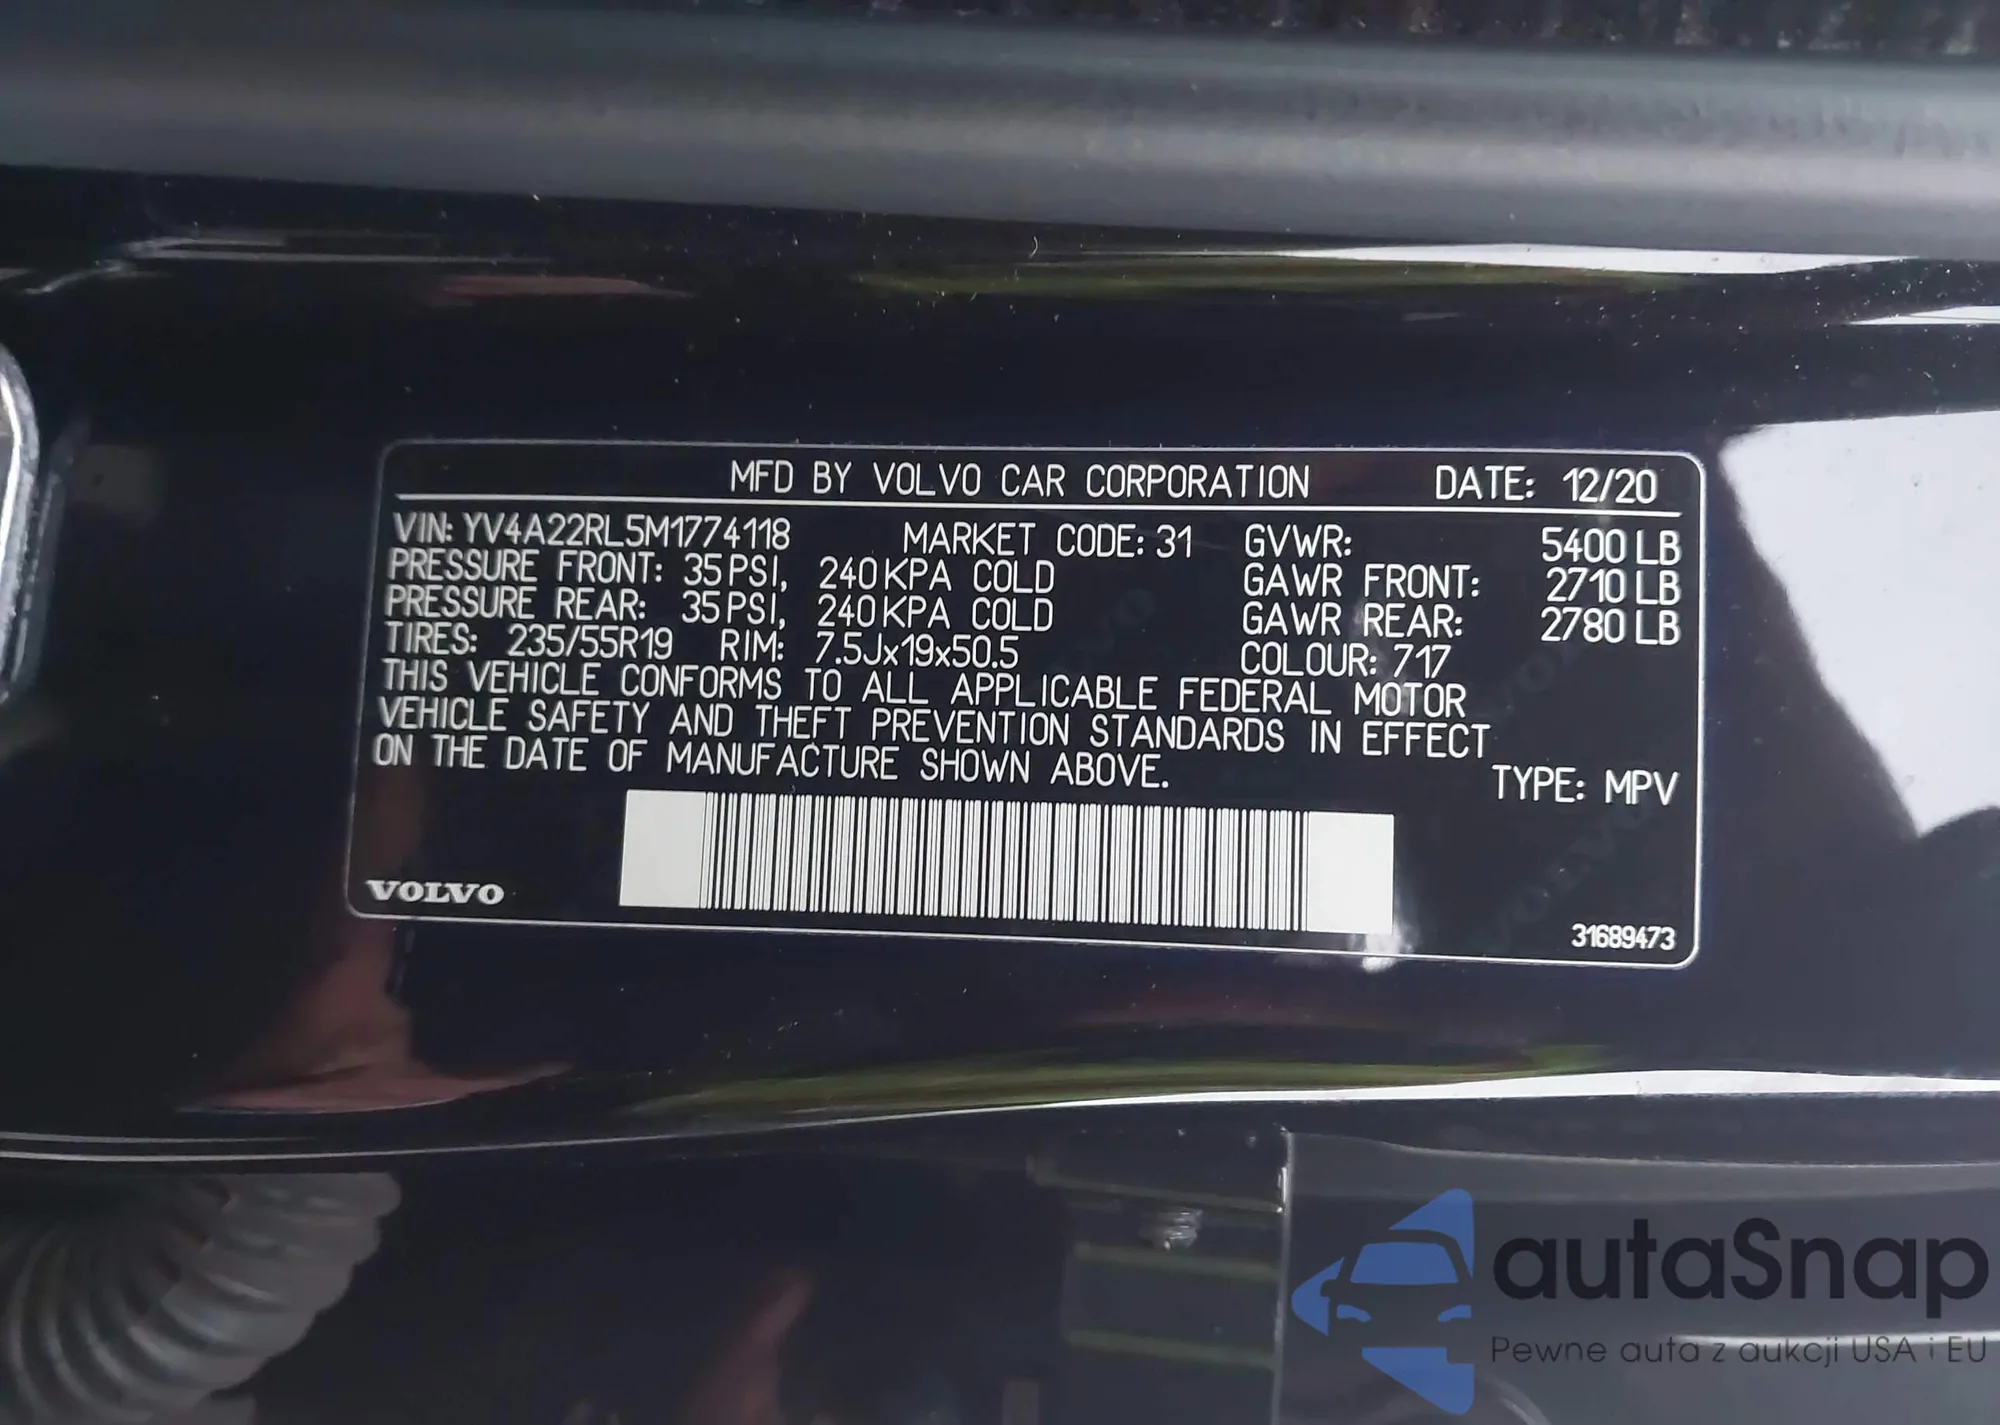 MFD BY VOLVO CAR CORPORATION DATE: 12/20
VIN: YV4A22RL5M1774118 MARKET CODE: 31 GVWR: 5400 LB
PRESSURE FRONT: 35 PSI, 240 KPA COLD GAWR FRONT: 2710 LB
PRESSURE REAR: 35 PSI, 240 KPA COLD GAWR REAR: 2780 LB
TIRES: 235/55R19 RIM: 7.5Jx19x50.5 COLOUR: 717
THIS VEHICLE CONFORMS TO ALL APPLICABLE FEDERAL MOTOR
VEHICLE SAFETY AND THEFT PREVENTION STANDARDS IN EFFECT
ON THE DATE OF MANUFACTURE SHOWN ABOVE.
TYPE: MPV
VOLVO
31689473
autaSnap
Pewne auta z aukcji USA i EU